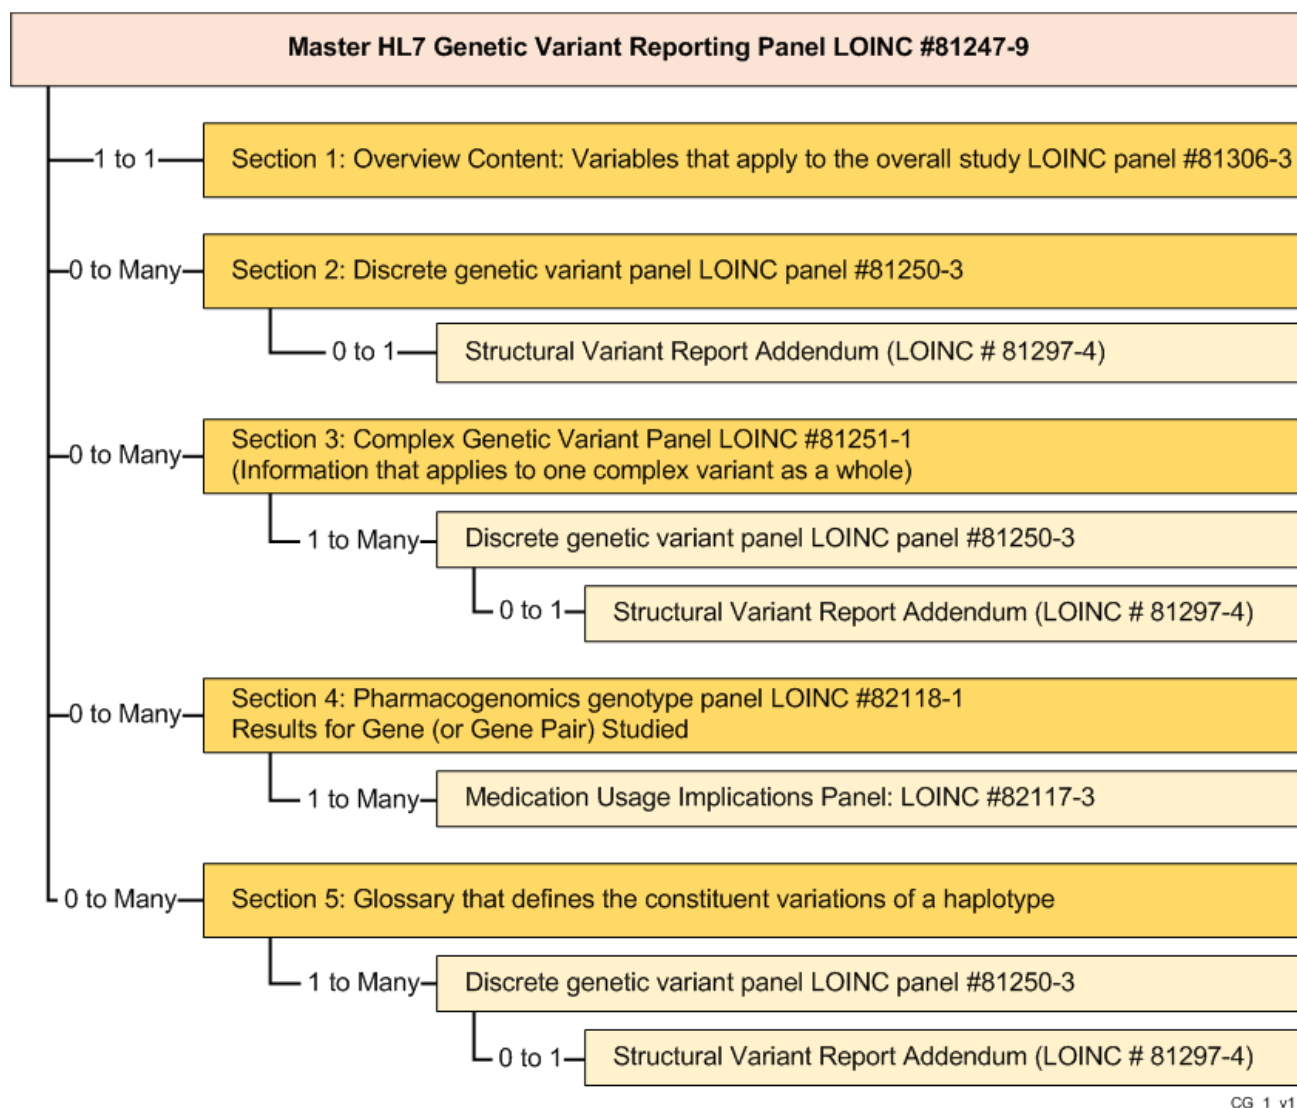 Master HL7 Genetic Variant Reporting Panel LOINC #81247-9
1 to 1
Section 1: Overview Content: Variables that apply to the overall study LOINC panel #81306-3
0 to Many
Section 2: Discrete genetic variant panel LOINC panel #81250-3
0 to 1
Structural Variant Report Addendum (LOINC # 81297-4)
0 to Many
Section 3: Complex Genetic Variant Panel LOINC #81251-1
(Information that applies to one complex variant as a whole)
1 to Many
Discrete genetic variant panel LOINC panel #81250-3
0 to 1
Structural Variant Report Addendum (LOINC # 81297-4)
0 to Many
Section 4: Pharmacogenomics genotype panel LOINC #82118-1
Results for Gene (or Gene Pair) Studied
1 to Many
Medication Usage Implications Panel: LOINC #82117-3
0 to Many
Section 5: Glossary that defines the constituent variations of a haplotype
1 to Many
Discrete genetic variant panel LOINC panel #81250-3
0 to 1
Structural Variant Report Addendum (LOINC # 81297-4)
CG_1_v1